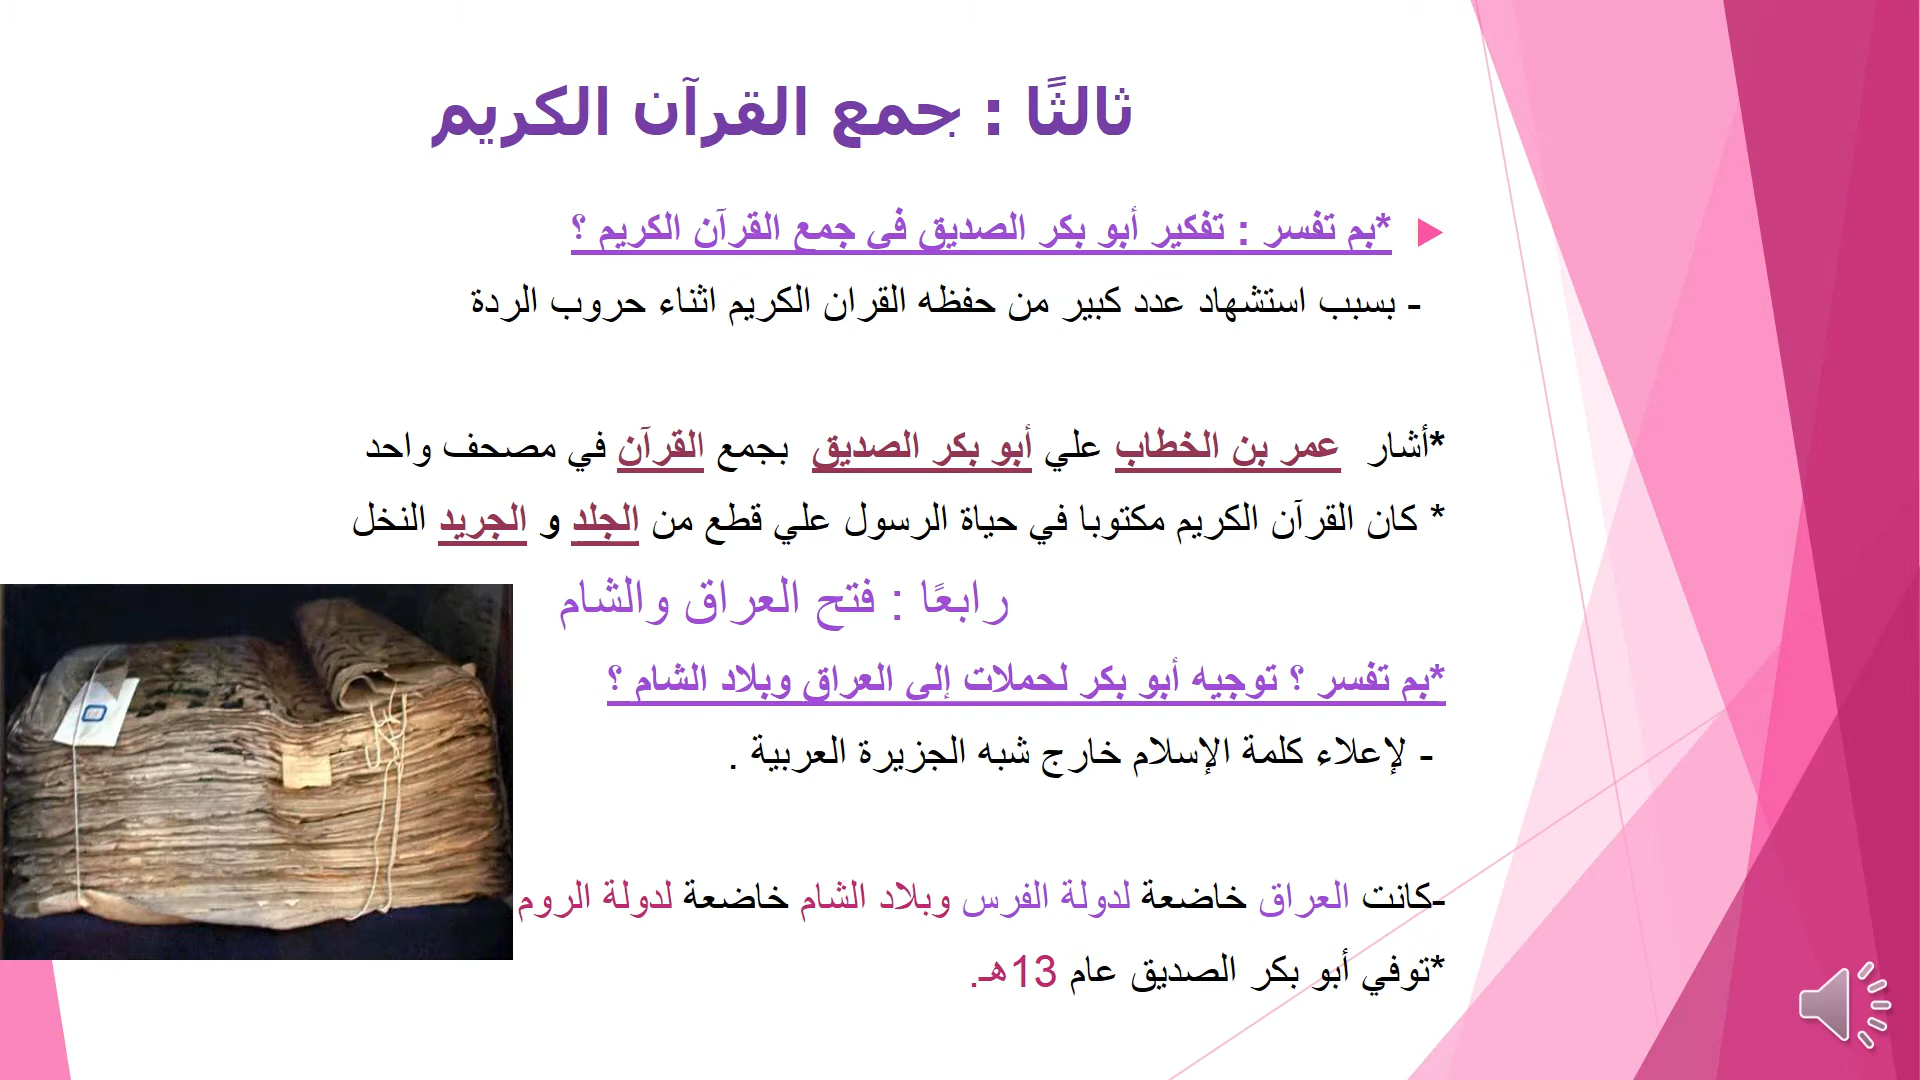 ثالثًا : جمع القرآن الكريم
*بم تفسر : تفكير أبو بكر الصديق في جمع القرآن الكريم ؟
- بسبب استشهاد عدد كبير من حفظه القران الكريم اثناء حروب الردة
*أشار عمر بن الخطاب علي أبو بكر الصديق بجمع القرآن في مصحف واحد
* كان القرآن الكريم مكتوبا في حياة الرسول علي قطع من الجلد و الجريد النخل
رابعًا : فتح العراق والشام
*بم تفسر ؟ توجيه أبو بكر لحملات إلى العراق وبلاد الشام ؟
- لإعلاء كلمة الإسلام خارج شبه الجزيرة العربية .
-كانت العراق خاضعة لدولة الفرس وبلاد الشام خاضعة لدولة الروم
*توفي أبو بكر الصديق عام 13هـ.